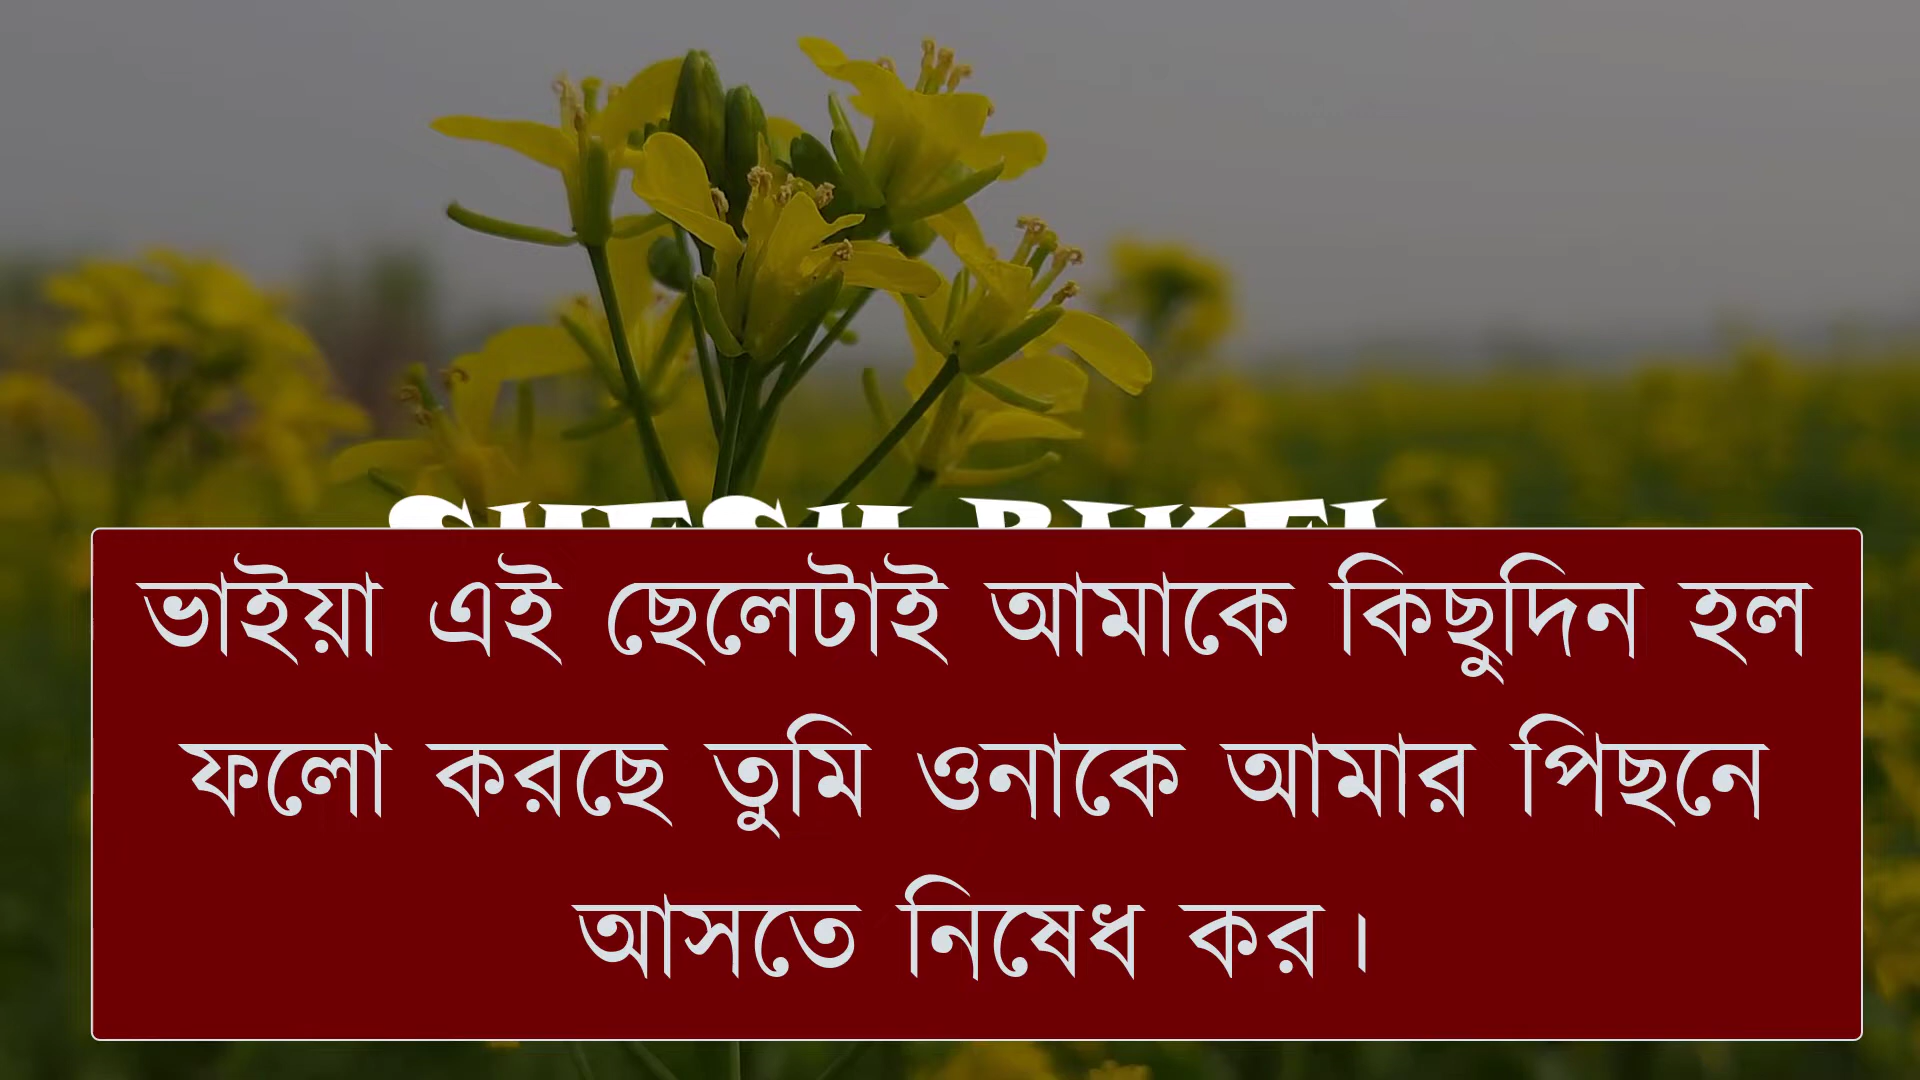 ভাইয়া এই ছেলেটাই আমাকে কিছুদিন হল
ফলো করছে তুমি ওনাকে আমার পিছনে
আসতে নিষেধ কর।